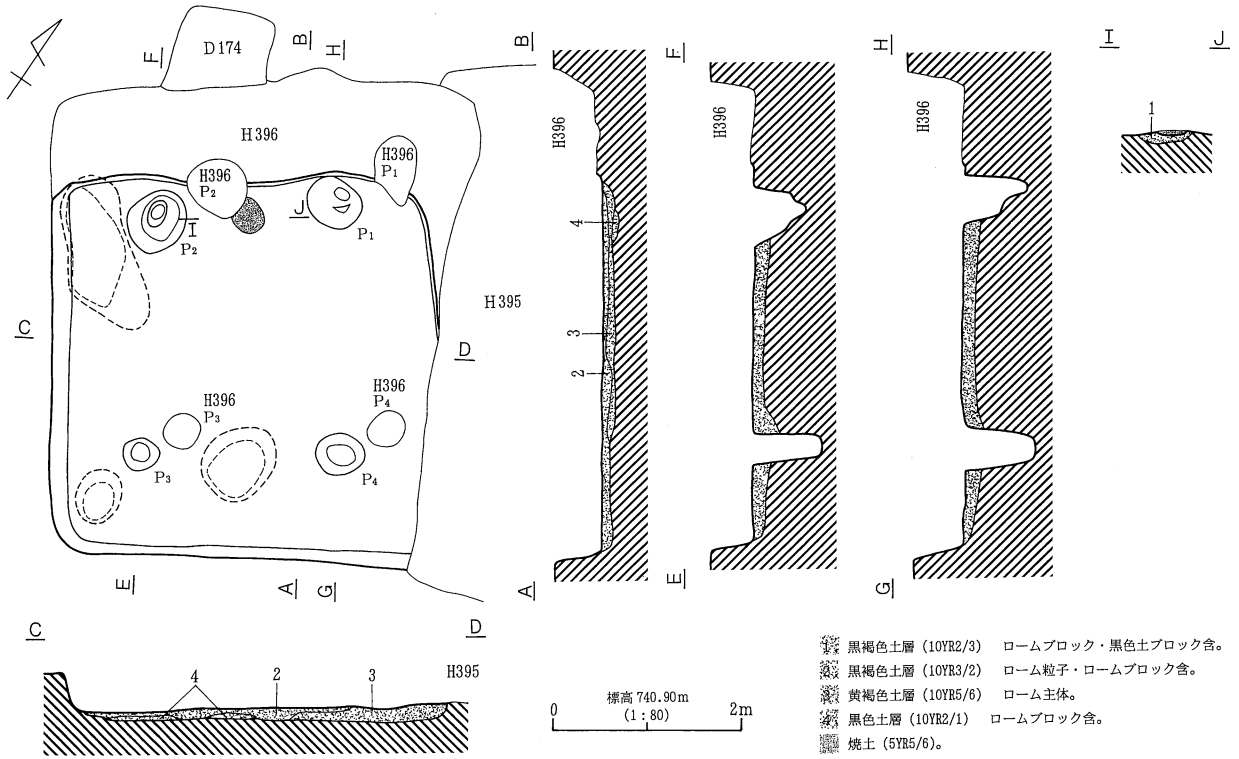 D174
F
B
H
H396
H396
P1
H396
P2
I
J
P2
P1
H395
C
D
H396
P3
H396
P4
P3
P4
E
A
G
B
H396
4
3
2
A
F
H396
E
H
H396
G
I
J
1
C
D
4
2
3
H395
標高 740.90m
(1：80)
0
2m
黒褐色土層 (10YR2/3) ロームブロック・黒色土ブロック含。
黒褐色土層 (10YR3/2) ローム粒子・ロームブロック含。
黄褐色土層 (10YR5/6) ローム主体。
黒色土層 (10YR2/1) ロームブロック含。
焼土 (5YR5/6)。